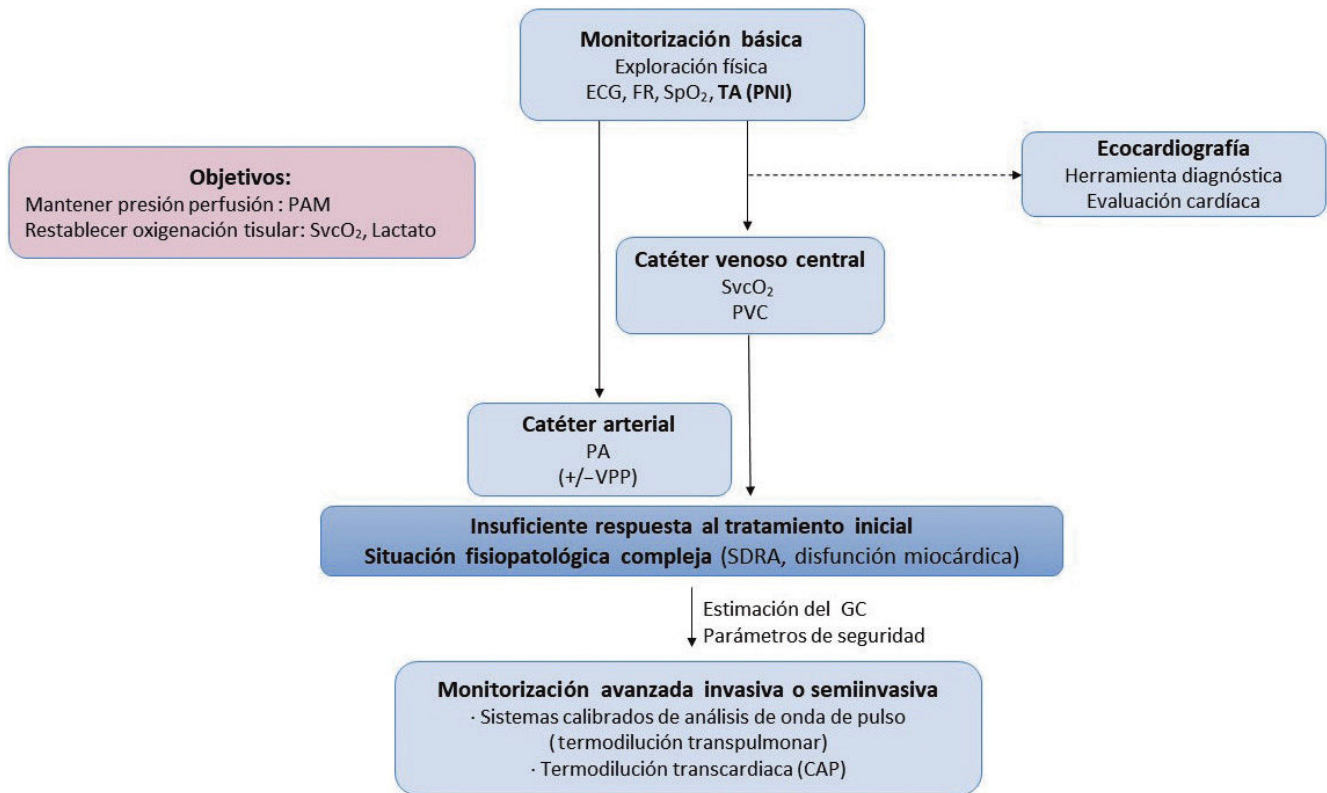 Monitorización básica
Exploración física
ECG, FR, SpO₂, TA (PNI)
Objetivos:
Mantener presión perfusión : PAM
Restablecer oxigenación tisular: SvcO₂, Lactato
Ecocardiografía
Herramienta diagnóstica
Evaluación cardíaca
Catéter venoso central
SvcO₂
PVC
Catéter arterial
PA
(+/−VPP)
Insuficiente respuesta al tratamiento inicial
Situación fisiopatológica compleja (SDRA, disfunción miocárdica)
Estimación del GC
Parámetros de seguridad
Monitorización avanzada invasiva o semiinvasiva
· Sistemas calibrados de análisis de onda de pulso
(termodilución transpulmonar)
· Termodilución transcardiaca (CAP)